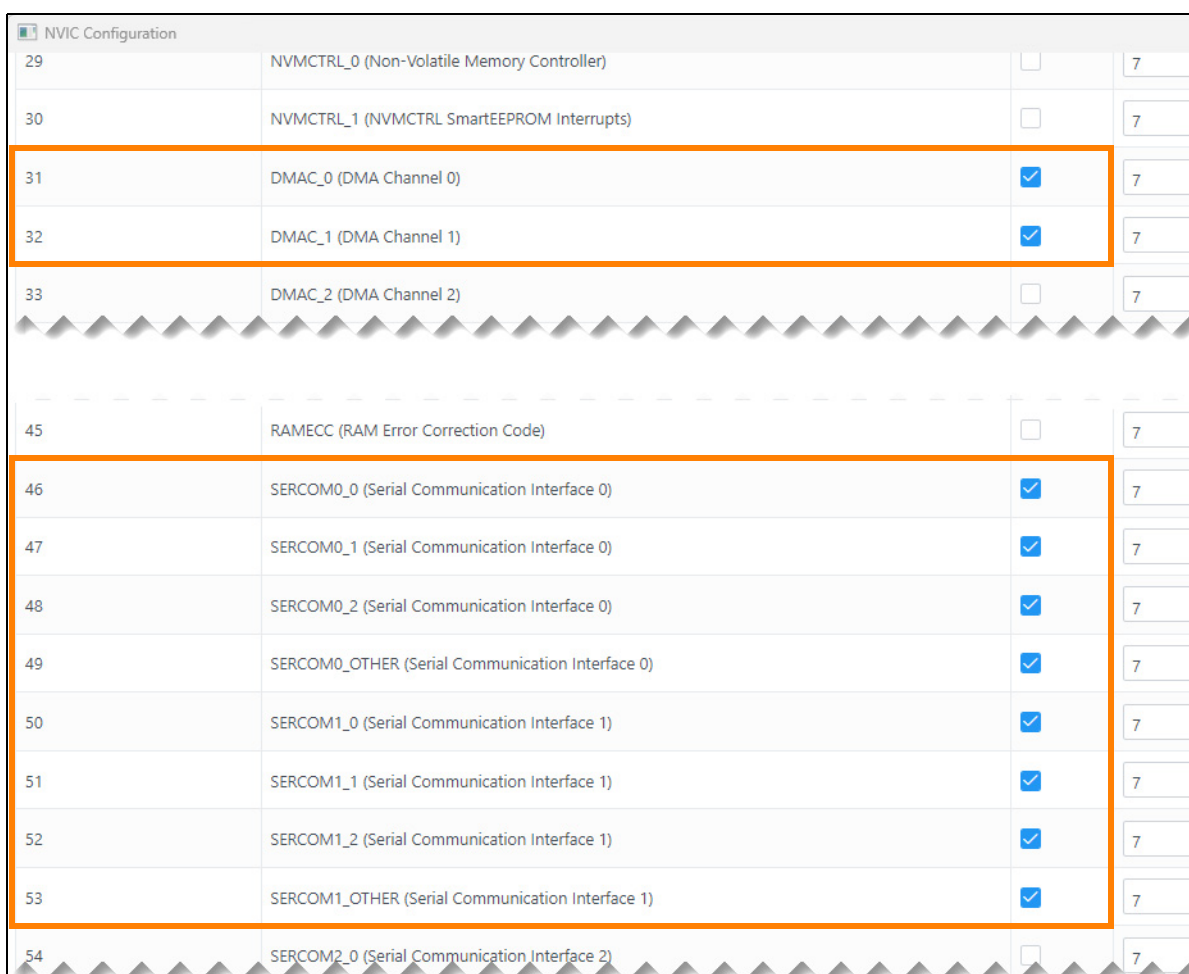 NVIC Configuration
29 NVMCTRL_0 (Non-Volatile Memory Controller) 7
30 NVMCTRL_1 (NVMCTRL SmartEEPROM Interrupts) 7
31 DMAC_0 (DMA Channel 0) 7
32 DMAC_1 (DMA Channel 1) 7
33 DMAC_2 (DMA Channel 2) 7
45 RAMECC (RAM Error Correction Code) 7
46 SERCOM0_0 (Serial Communication Interface 0) 7
47 SERCOM0_1 (Serial Communication Interface 0) 7
48 SERCOM0_2 (Serial Communication Interface 0) 7
49 SERCOM0_OTHER (Serial Communication Interface 0) 7
50 SERCOM1_0 (Serial Communication Interface 1) 7
51 SERCOM1_1 (Serial Communication Interface 1) 7
52 SERCOM1_2 (Serial Communication Interface 1) 7
53 SERCOM1_OTHER (Serial Communication Interface 1) 7
54 SERCOM2_0 (Serial Communication Interface 2) 7